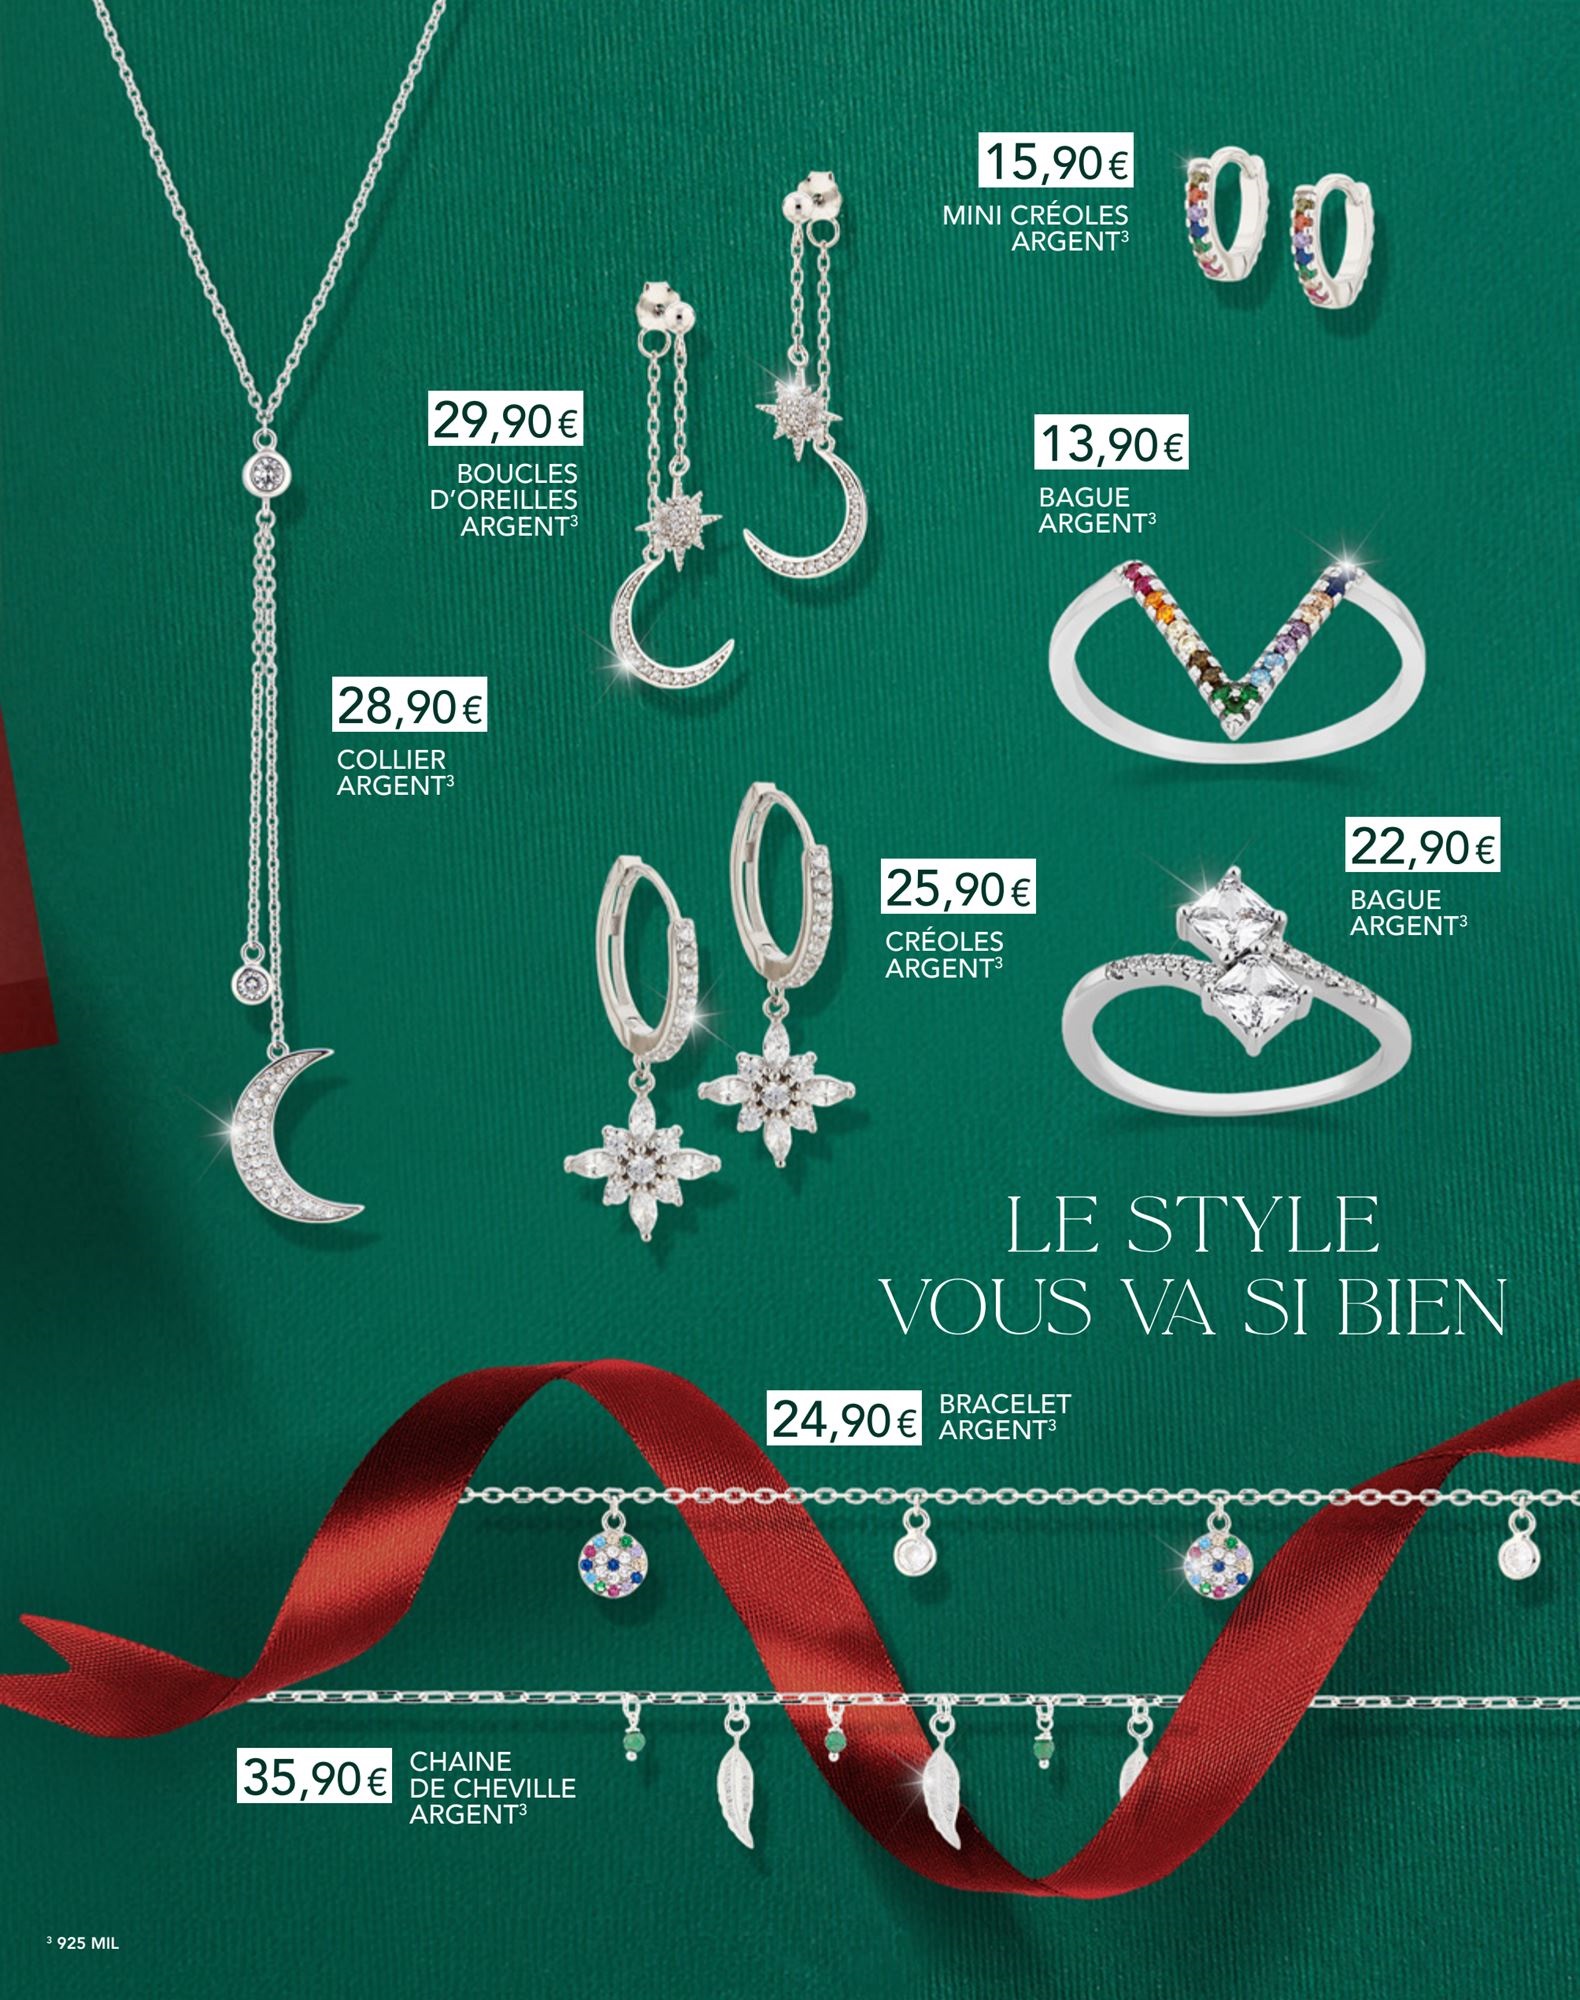 15,90 €
MINI CRÉOLES
ARGENT³
29,90 €
BOUCLES
D'OREILLES
ARGENT³
13,90 €
BAGUE
ARGENT³
28,90 €
COLLIER
ARGENT³
25,90 €
CRÉOLES
ARGENT³
22,90 €
BAGUE
ARGENT³
LE STYLE
VOUS VA SI BIEN
24,90 €
BRACELET
ARGENT³
35,90 €
CHAINE
DE CHEVILLE
ARGENT³
³ 925 MIL